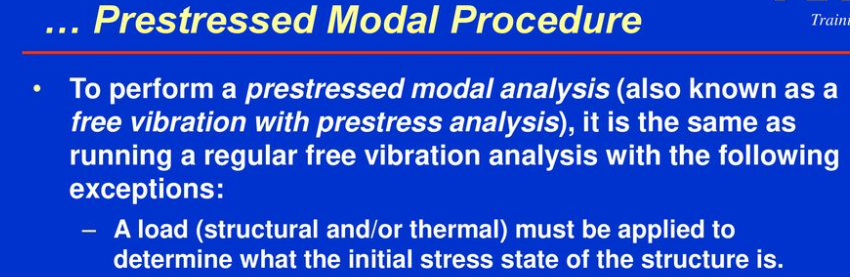 ... Prestressed Modal Procedure
• To perform a prestressed modal analysis (also known as a
free vibration with prestress analysis), it is the same as
running a regular free vibration analysis with the following
exceptions:
– A load (structural and/or thermal) must be applied to
determine what the initial stress state of the structure is.